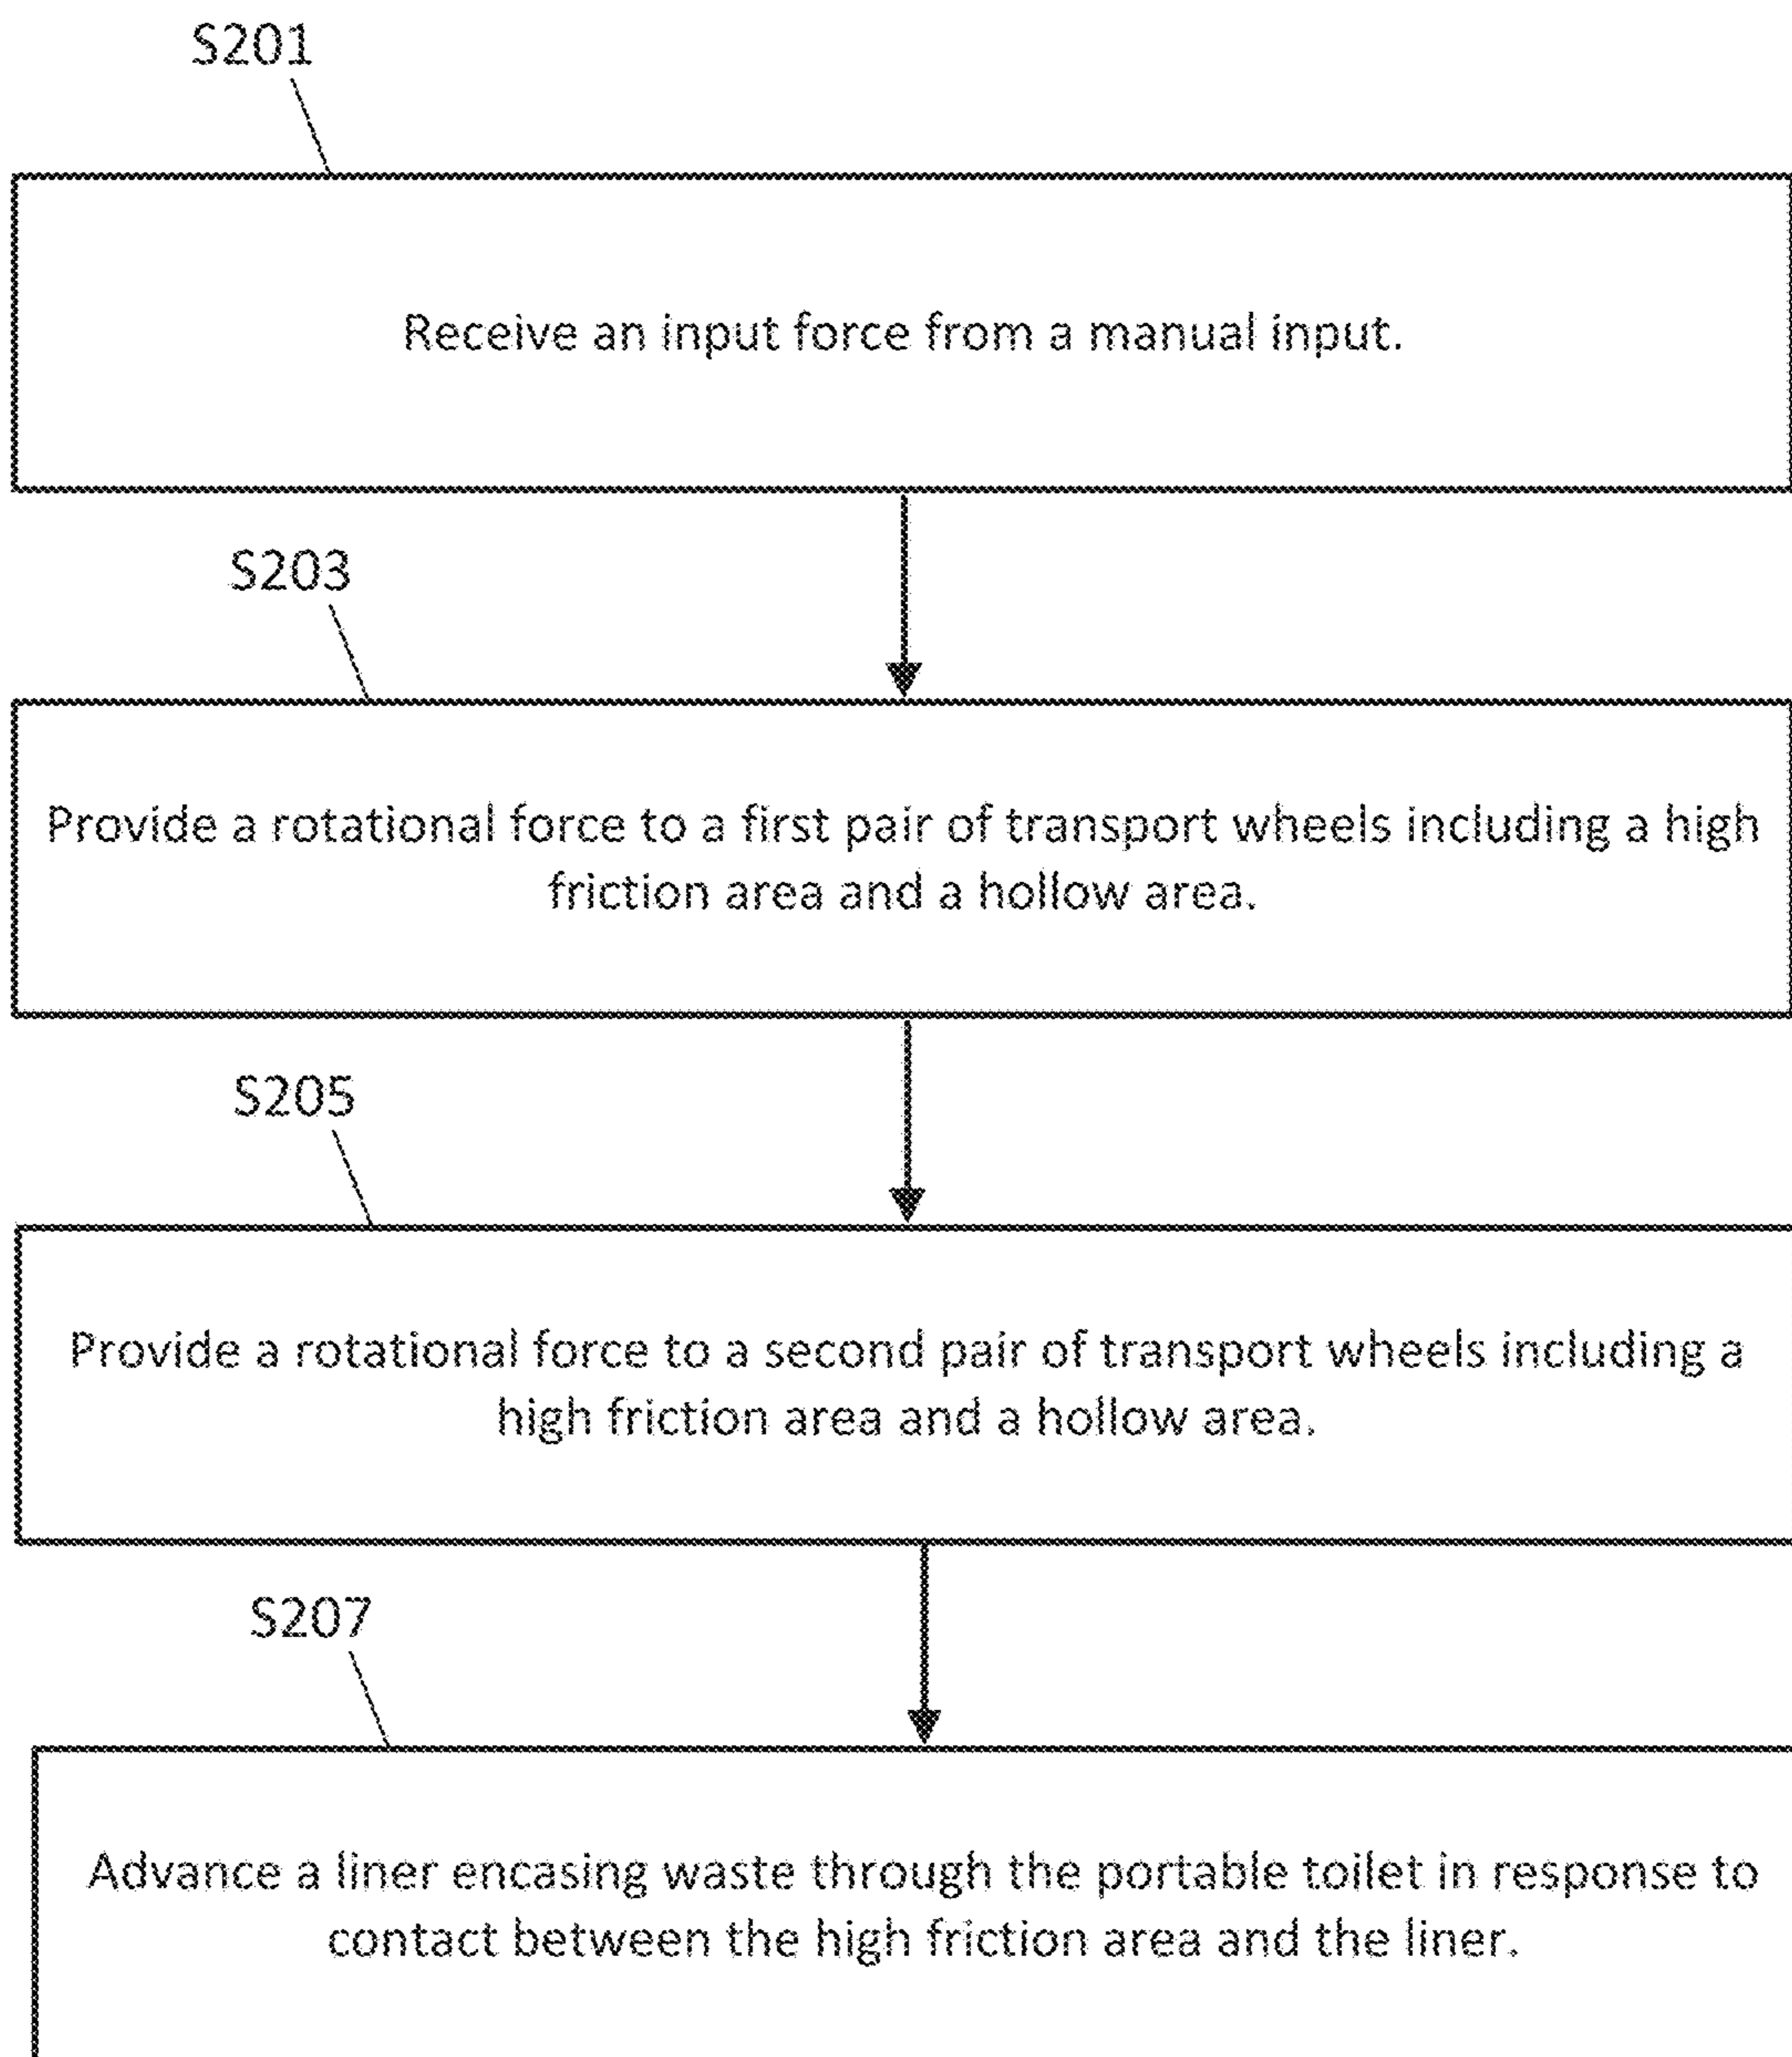 S201
Receive an input force from a manual input.
S203
Provide a rotational force to a first pair of transport wheels including a high
friction area and a hollow area.
S205
Provide a rotational force to a second pair of transport wheels including a
high friction area and a hollow area.
S207
Advance a liner encasing waste through the portable toilet in response to
contact between the high friction area and the liner.